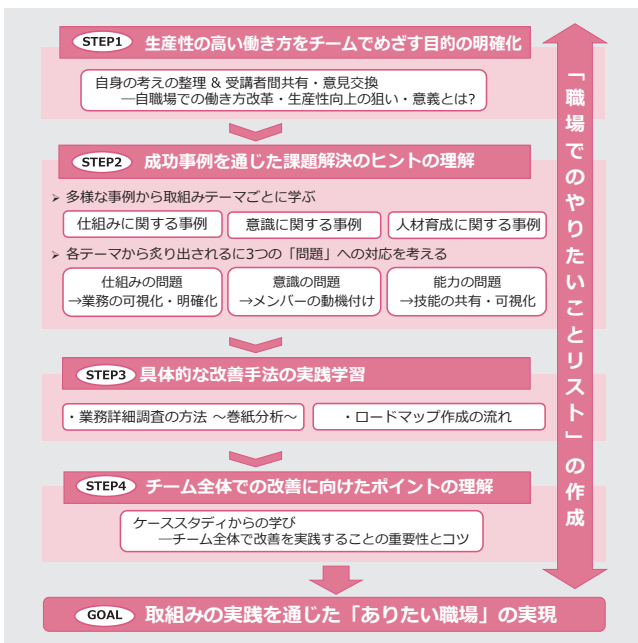 STEP1 生産性の高い働き方をチームでめざす目的の明確化
自身の考えの整理 & 受講者間共有・意見交換
―自職場での働き方改革・生産性向上の狙い・意義とは?
STEP2 成功事例を通じた課題解決のヒントの理解
➢ 多様な事例から取組みテーマごとに学ぶ
仕組みに関する事例
意識に関する事例
人材育成に関する事例
➢ 各テーマから炙り出されるに3つの「問題」への対応を考える
仕組みの問題
→業務の可視化・明確化
意識の問題
→メンバーの動機付け
能力の問題
→技能の共有・可視化
STEP3 具体的な改善手法の実践学習
・業務詳細調査の方法 ～巻紙分析～
・ロードマップ作成の流れ
STEP4 チーム全体での改善に向けたポイントの理解
ケーススタディからの学び
―チーム全体で改善を実践することの重要性とコツ
「職場でのやりたいことリスト」の作成
GOAL 取組みの実践を通じた「ありたい職場」の実現